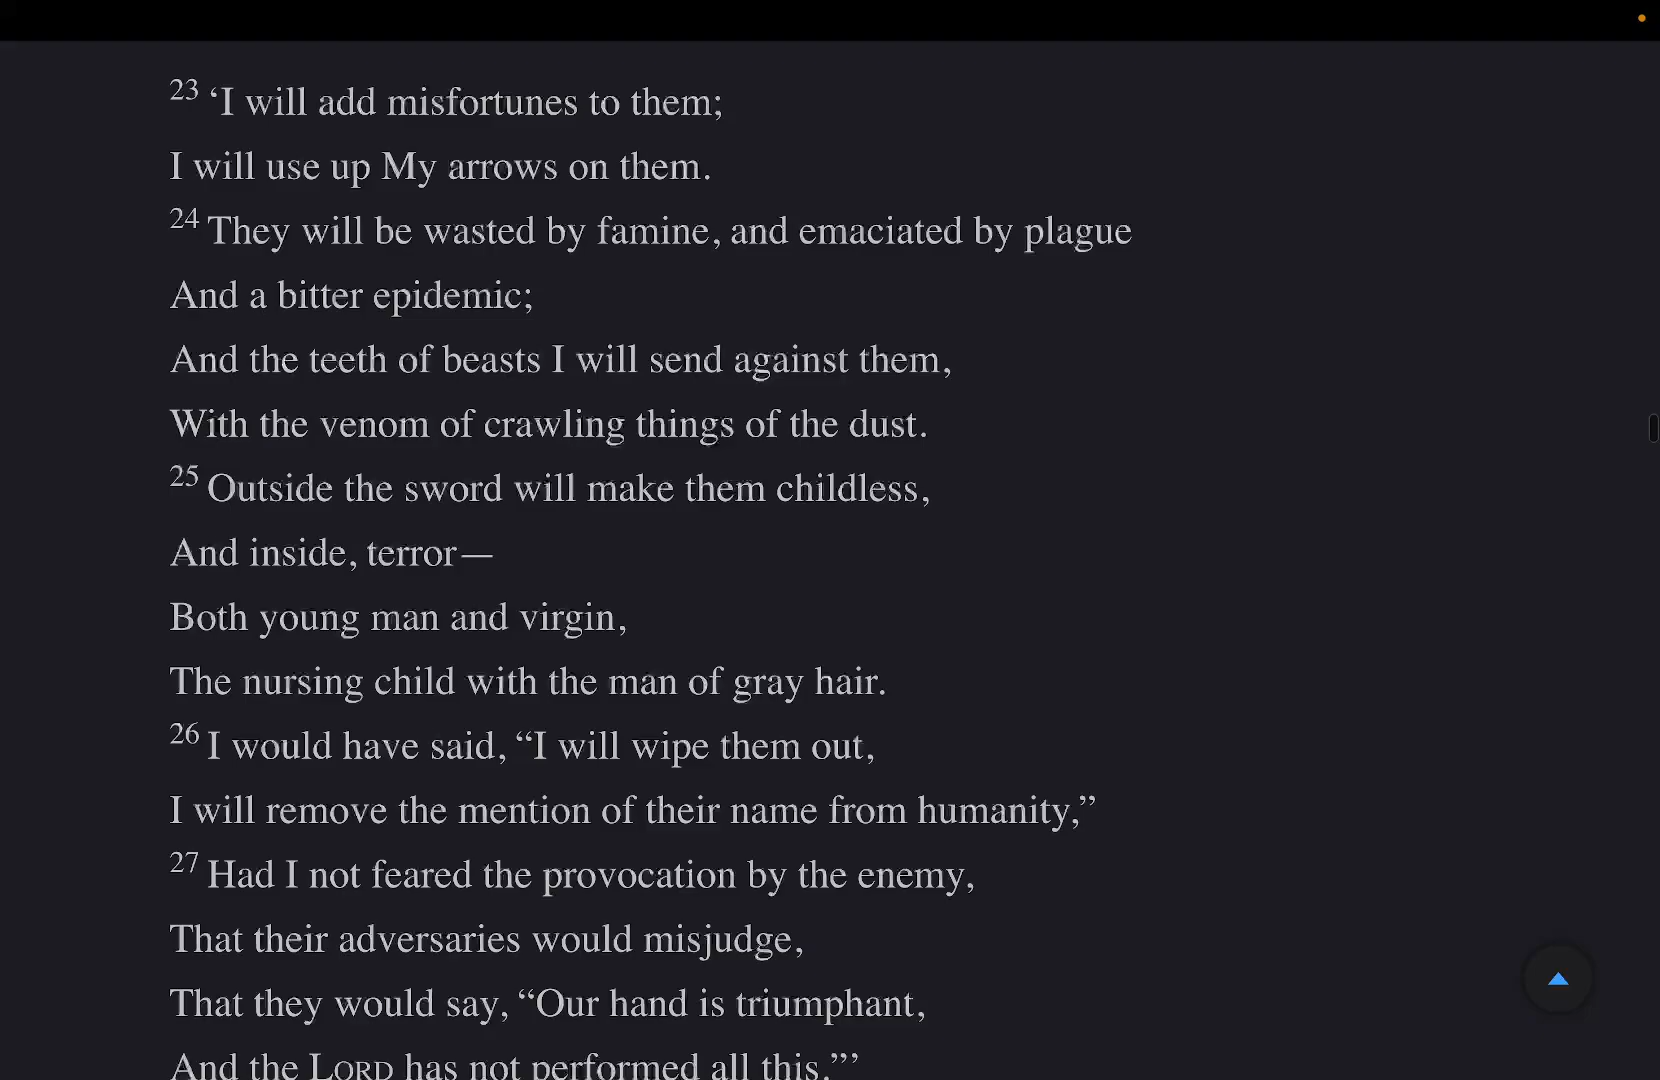 23 ‘I will add misfortunes to them;
I will use up My arrows on them.
24 They will be wasted by famine, and emaciated by plague
And a bitter epidemic;
And the teeth of beasts I will send against them,
With the venom of crawling things of the dust.
25 Outside the sword will make them childless,
And inside, terror—
Both young man and virgin,
The nursing child with the man of gray hair.
26 I would have said, “I will wipe them out,
I will remove the mention of their name from humanity,”
27 Had I not feared the provocation by the enemy,
That their adversaries would misjudge,
That they would say, “Our hand is triumphant,
And the LORD has not performed all this.”’